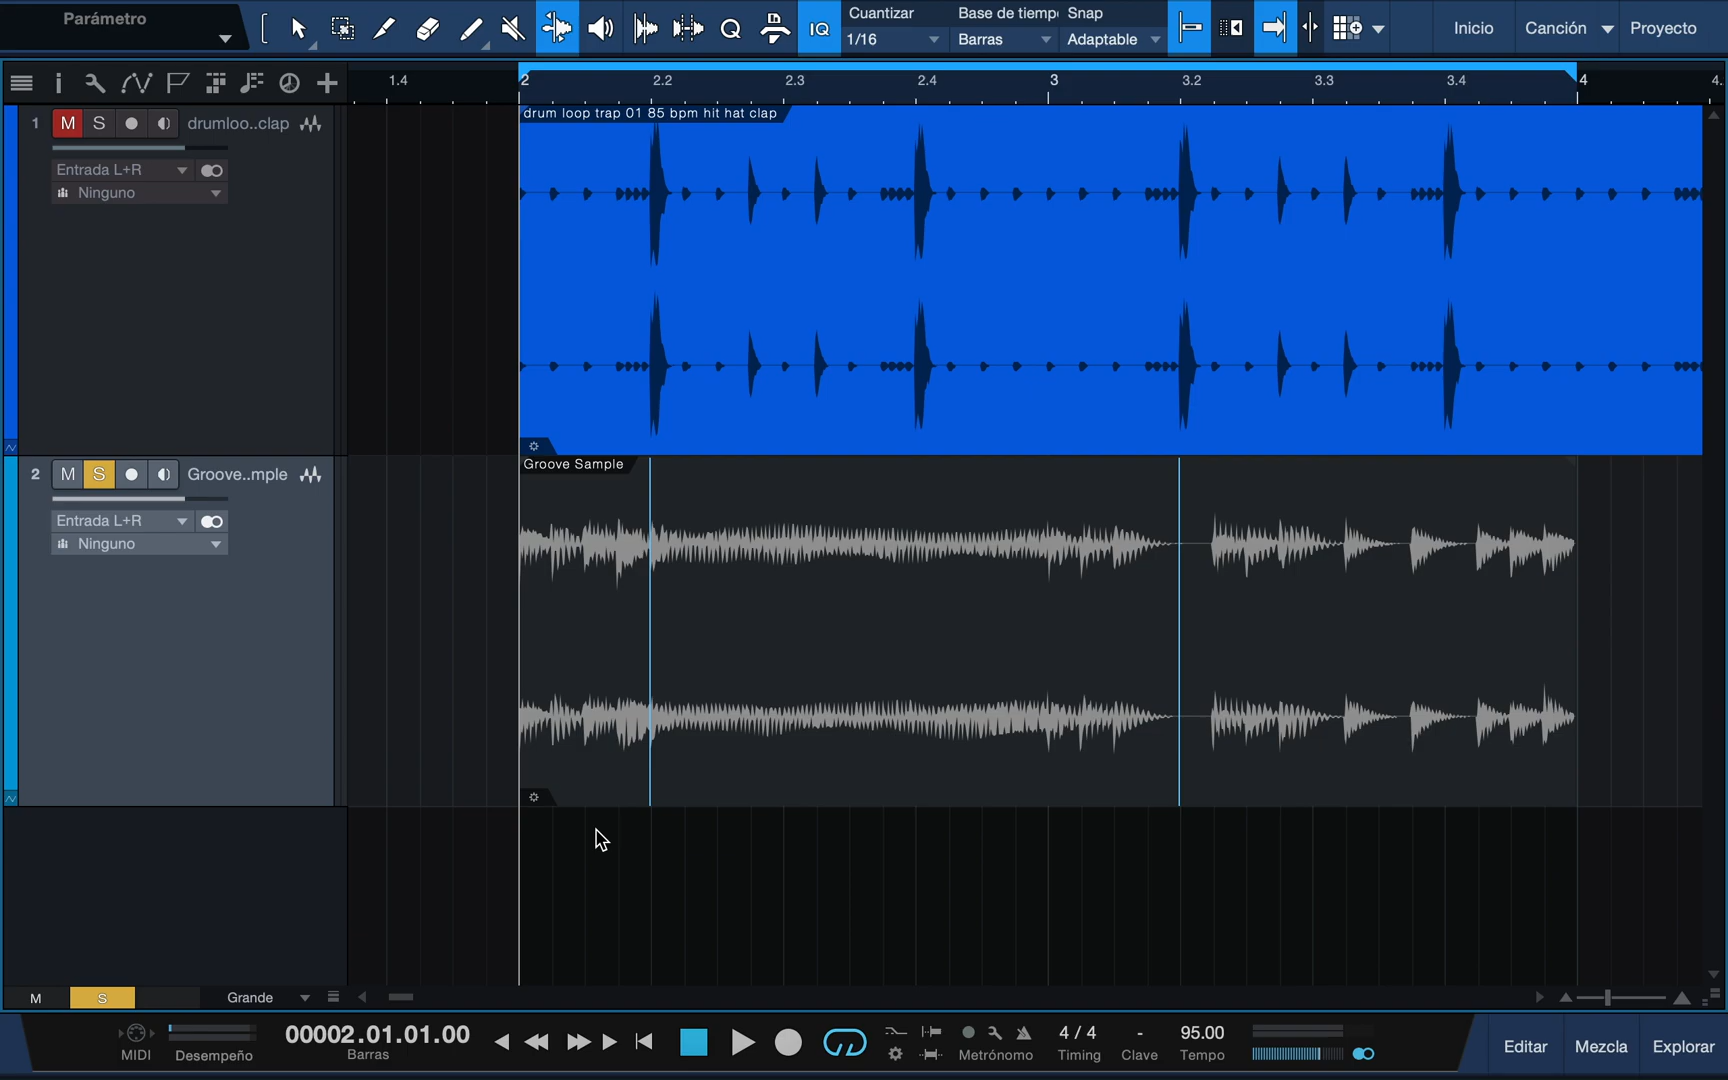 Parámetro
IQ
Cuantizar
1/16
Base de tiempo
Barras
Snap
Adaptable
Inicio
Canción
Proyecto
1.4
2
2.2
2.3
2.4
3
3.2
3.3
3.4
4
4.
1 M S drumloo..clap
Entrada L+R
Ninguno
drum loop trap 01 85 bpm hit hat clap
2 M S Groove..mple
Entrada L+R
Ninguno
Groove Sample
M S Grande
MIDI
Desempeño
00002.01.01.00
Barras
Metrónomo
4 / 4
Timing
-
Clave
95.00
Tempo
Editar
Mezcla
Explorar